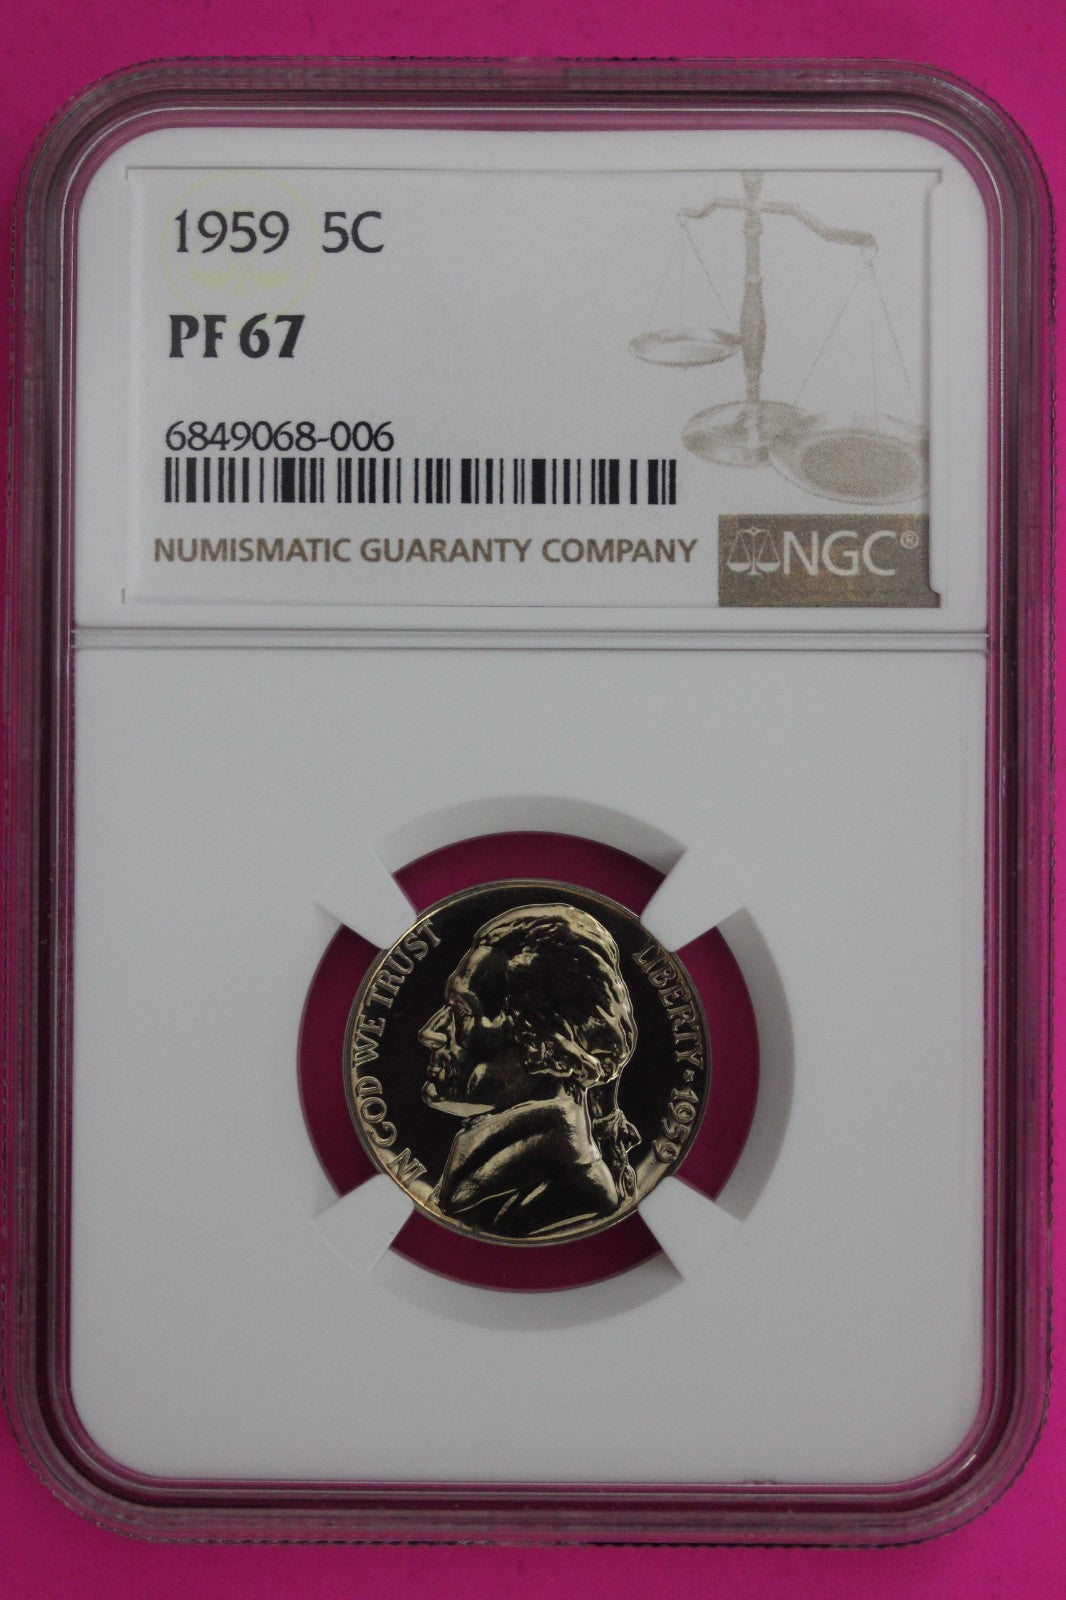 1959 5C
PF 67
6849068-006
NUMISMATIC GUARANTY COMPANY
NGC®
IN GOD WE TRUST
LIBERTY ★ 1959